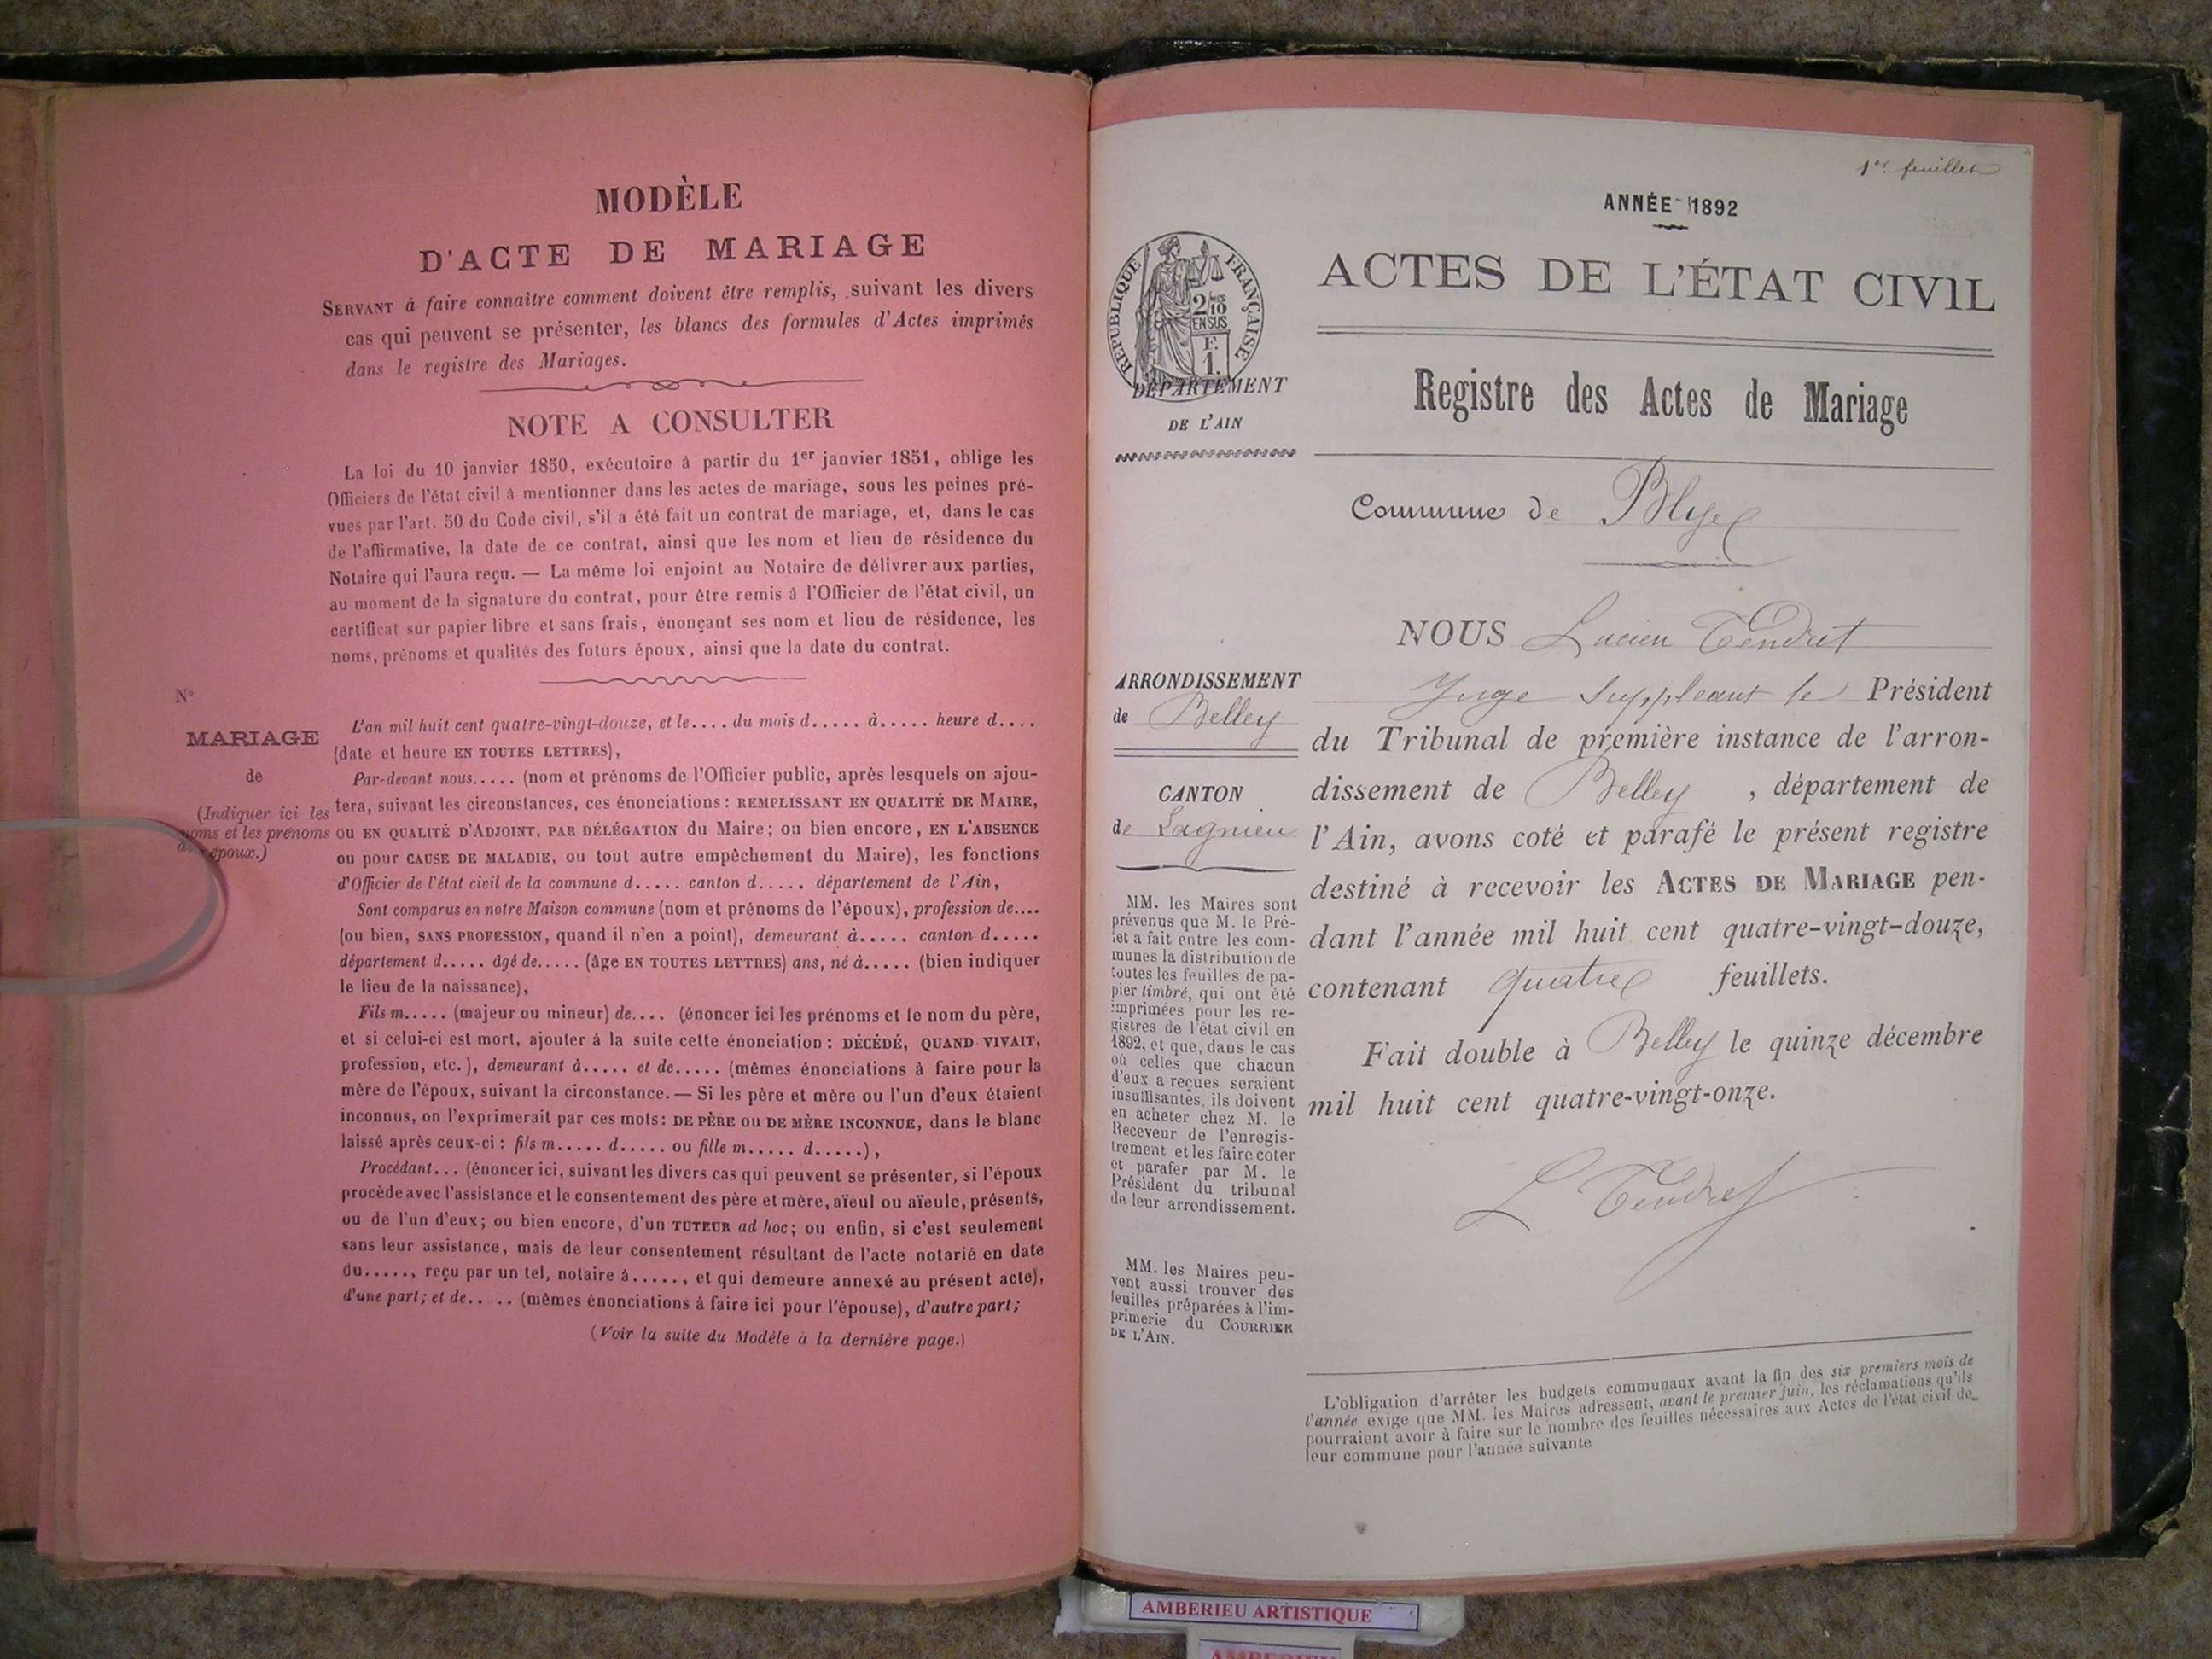 MODÈLE
D'ACTE DE MARIAGE
SERVANT à faire connaître comment doivent être remplis, suivant les divers
cas qui peuvent se présenter, les blancs des formules d'Actes imprimés
dans le registre des Mariages.
NOTE A CONSULTER
La loi du 10 janvier 1850, exécutoire à partir du 1er janvier 1851, oblige les
Officiers de l'état civil à mentionner dans les actes de mariage, sous les peines pré-
vues par l'art. 50 du Code civil, s'il a été fait un contrat de mariage, et, dans le cas
de l'affirmative, la date de ce contrat, ainsi que les nom et lieu de résidence du
Notaire qui l'aura reçu. — La même loi enjoint au Notaire de délivrer aux parties,
au moment de la signature du contrat, pour être remis à l'Officier de l'état civil, un
certificat sur papier libre et sans frais, énonçant ses nom et lieu de résidence, les
noms, prénoms et qualités des futurs époux, ainsi que la date du contrat.
N°
MARIAGE
de
(Indiquer ici les
noms et les prénoms
époux.)
L'an mil huit cent quatre-vingt-douze, et le.... du mois d..... à..... heure d....
(date et heure EN TOUTES LETTRES),
Par-devant nous..... (nom et prénoms de l'Officier public, après lesquels on ajou-
tera, suivant les circonstances, ces énonciations : REMPLISSANT EN QUALITÉ DE MAIRE,
ou EN QUALITÉ D'ADJOINT, PAR DÉLÉGATION du Maire; ou bien encore, EN L'ABSENCE
ou pour CAUSE DE MALADIE, ou tout autre empêchement du Maire), les fonctions
d'Officier de l'état civil de la commune d..... canton d..... département de l'Ain,
Sont comparus en notre Maison commune (nom et prénoms de l'époux), profession de....
(ou bien, SANS PROFESSION, quand il n'en a point), demeurant à..... canton d.....
département d..... âgé de..... (âge EN TOUTES LETTRES) ans, né à..... (bien indiquer
le lieu de la naissance),
Fils m..... (majeur ou mineur) de.... (énoncer ici les prénoms et le nom du père,
et si celui-ci est mort, ajouter à la suite cette énonciation : DÉCÉDÉ, QUAND VIVAIT,
profession, etc.), demeurant à..... et de..... (mêmes énonciations à faire pour la
mère de l'époux, suivant la circonstance. — Si les père et mère ou l'un d'eux étaient
inconnus, on l'exprimerait par ces mots: DE PÈRE OU DE MÈRE INCONNUE, dans le blanc
laissé après ceux-ci : fils m..... d..... ou fille m..... d.....),
Procédant... (énoncer ici, suivant les divers cas qui peuvent se présenter, si l'époux
procède avec l'assistance et le consentement des père et mère, aïeul ou aïeule, présents,
ou de l'un d'eux; ou bien encore, d'un TUTEUR ad hoc; ou enfin, si c'est seulement
sans leur assistance, mais de leur consentement résultant de l'acte notarié en date
du....., reçu par un tel, notaire à....., et qui demeure annexé au présent acte),
d'une part; et de..... (mêmes énonciations à faire ici pour l'épouse), d'autre part;
(Voir la suite du Modèle à la dernière page.)
1er feuillet
ANNÉE 1892
RÉPUBLIQUE FRANÇAISE
2/10
EN SUS
F.
1.
DÉPARTEMENT
DE L'AIN
ACTES DE L'ÉTAT CIVIL
Registre des Actes de Mariage
Commune de Blyes
ARRONDISSEMENT
de Belley
CANTON
de Lagnieu
MM. les Maires sont
prévenus que M. le Pré-
fet a fait entre les com-
munes la distribution de
toutes les feuilles de pa-
pier timbré, qui ont été
imprimées pour les re-
gistres de l'état civil en
1892, et que, dans le cas
où celles que chacun
d'eux a reçues seraient
insuffisantes, ils doivent
en acheter chez M. le
Receveur de l'enregis-
trement et les faire coter
et parafer par M. le
Président du tribunal
de leur arrondissement.
MM. les Maires peu-
vent aussi trouver des
feuilles préparées à l'im-
primerie du COURRIER
DE L'AIN.
NOUS Lucien Tendret
Juge Suppléant le Président
du Tribunal de première instance de l'arron-
dissement de Belley, département de
l'Ain, avons coté et parafé le présent registre
destiné à recevoir les ACTES DE MARIAGE pen-
dant l'année mil huit cent quatre-vingt-douze,
contenant quatre feuillets.
Fait double à Belley le quinze décembre
mil huit cent quatre-vingt-onze.
L Tendret
L'obligation d'arrêter les budgets communaux avant la fin des six premiers mois de
l'année exige que MM. les Maires adressent, avant le premier juin, les réclamations qu'ils
pourraient avoir à faire sur le nombre des feuilles nécessaires aux Actes de l'état civil de
leur commune pour l'année suivante
AMBERIEU ARTISTIQUE
AMBERIEU